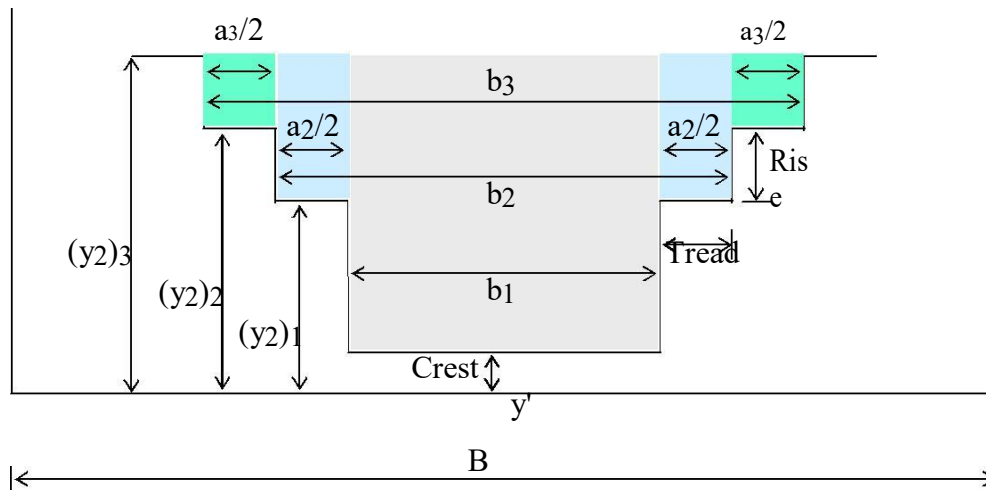 a3/2
a3/2
b3
a2/2
a2/2
Ris
e
b2
(y2)3
Tread
(y2)2
b1
(y2)1
Crest
y'
B